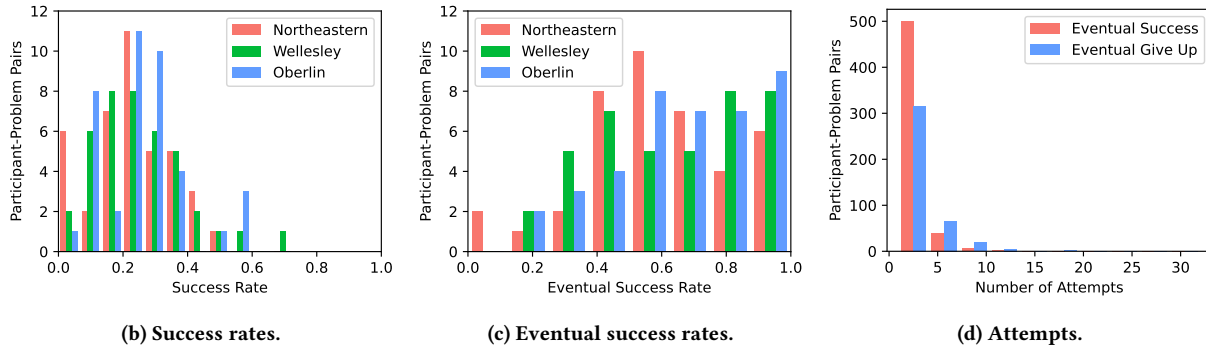 12
10
8
6
4
2
0
Participant-Problem Pairs
Northeastern
Wellesley
Oberlin
0.0 0.2 0.4 0.6 0.8 1.0
Success Rate
(b) Success rates.
12
10
8
6
4
2
0
Participant-Problem Pairs
Northeastern
Wellesley
Oberlin
0.0 0.2 0.4 0.6 0.8 1.0
Eventual Success Rate
(c) Eventual success rates.
500
400
300
200
100
0
Participant-Problem Pairs
Eventual Success
Eventual Give Up
0 5 10 15 20 25 30
Number of Attempts
(d) Attempts.